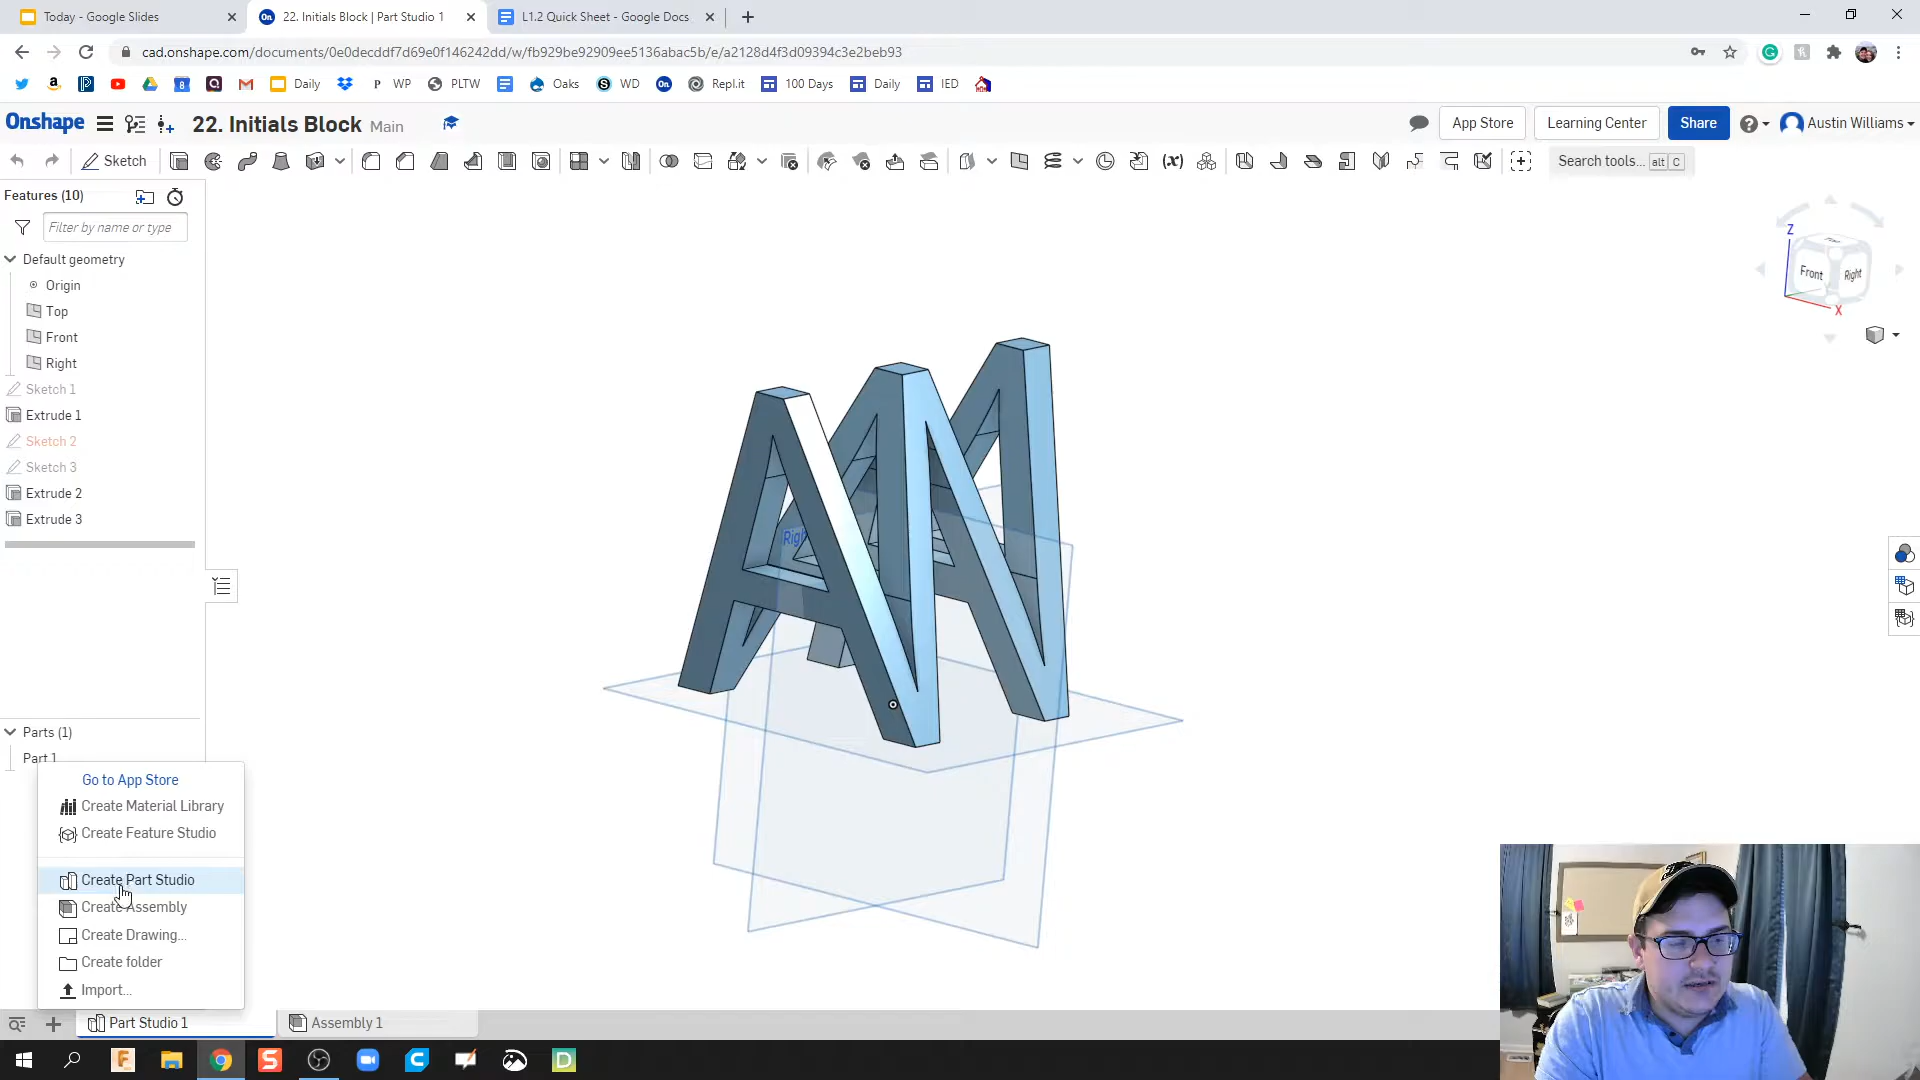 Today - Google Slides
22. Initials Block | Part Studio 1
L1.2 Quick Sheet - Google Docs
cad.onshape.com/documents/0e0decddf7d69e0f146242dd/w/fb929be92909ee5136abac5b/e/a2128d4f3d09394c3e2beb93
Daily
WP
PLTW
Oaks
WD
Repl.it
100 Days
Daily
IED
Onshape
22. Initials Block Main
App Store
Learning Center
Share
Austin Williams
Sketch
Search tools... alt C
Features (10)
Filter by name or type
Default geometry
Origin
Top
Front
Right
Sketch 1
Extrude 1
Sketch 2
Sketch 3
Extrude 2
Extrude 3
Z
Front
Right
X
Parts (1)
Part 1
Go to App Store
Create Material Library
Create Feature Studio
Create Part Studio
Create Assembly
Create Drawing...
Create folder
Import...
Part Studio 1
Assembly 1